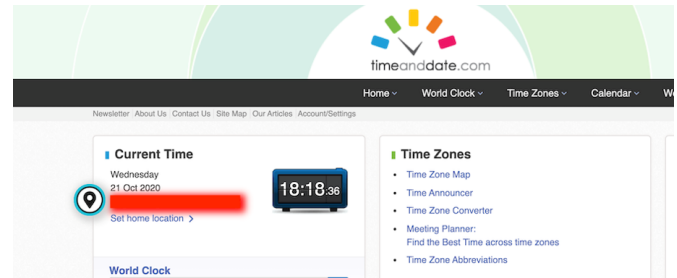 timeanddate.com
Home World Clock Time Zones Calendar
Newsletter About Us Contact Us Site Map Our Articles Account/Settings
Current Time
Wednesday
21 Oct 2020
18:18:36
Set home location >
World Clock
Time Zones
Time Zone Map
Time Announcer
Time Zone Converter
Meeting Planner:
Find the Best Time across time zones
Time Zone Abbreviations